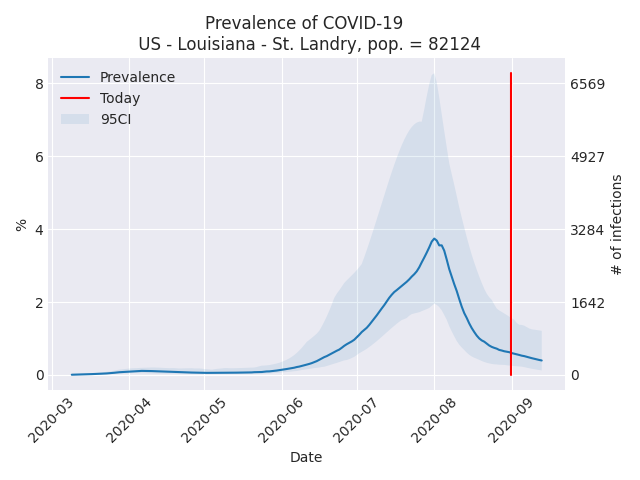 Prevalence of COVID-19
US - Louisiana - St. Landry, pop. = 82124
Prevalence
Today
95CI
8
6
4
2
0
%
6569
4927
3284
1642
0
# of infections
2020-03
2020-04
2020-05
2020-06
2020-07
2020-08
2020-09
Date